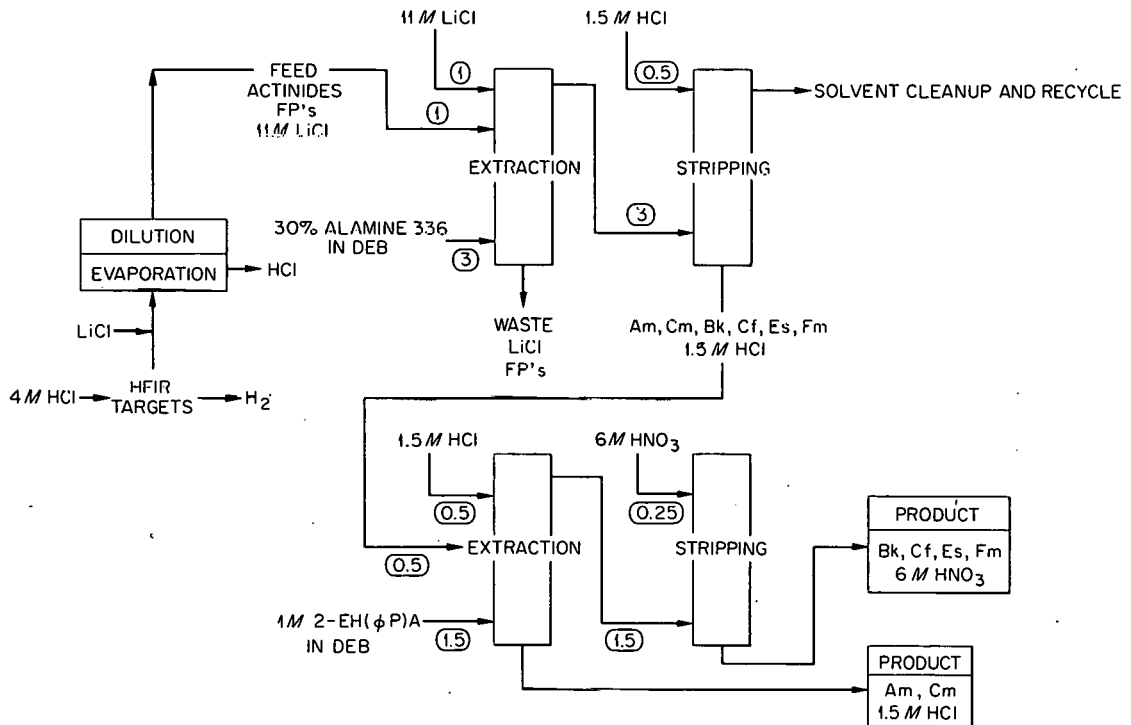 11 M LiCl
1.5 M HCl
1
0.5
FEED
ACTINIDES
FP's
11 M LiCl
1
SOLVENT CLEANUP AND RECYCLE
EXTRACTION
STRIPPING
30% ALAMINE 336
IN DEB
3
3
DILUTION
EVAPORATION
HCl
WASTE
LiCl
FP's
Am, Cm, Bk, Cf, Es, Fm
1.5 M HCl
LiCl
4 M HCl
HFIR
TARGETS
H2
1.5 M HCl
6 M HNO3
0.5
0.25
EXTRACTION
STRIPPING
0.5
1 M 2-EH(ϕP)A
IN DEB
1.5
1.5
PRODUCT
Bk, Cf, Es, Fm
6 M HNO3
PRODUCT
Am, Cm
1.5 M HCl